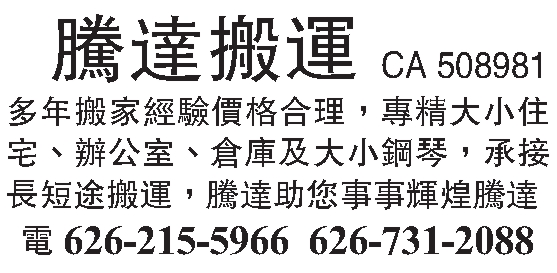 騰達搬運 CA 508981
多年搬家經驗價格合理，專精大小住
宅、辦公室、倉庫及大小鋼琴，承接
長短途搬運，騰達助您事事輝煌騰達
電 626-215-5966 626-731-2088